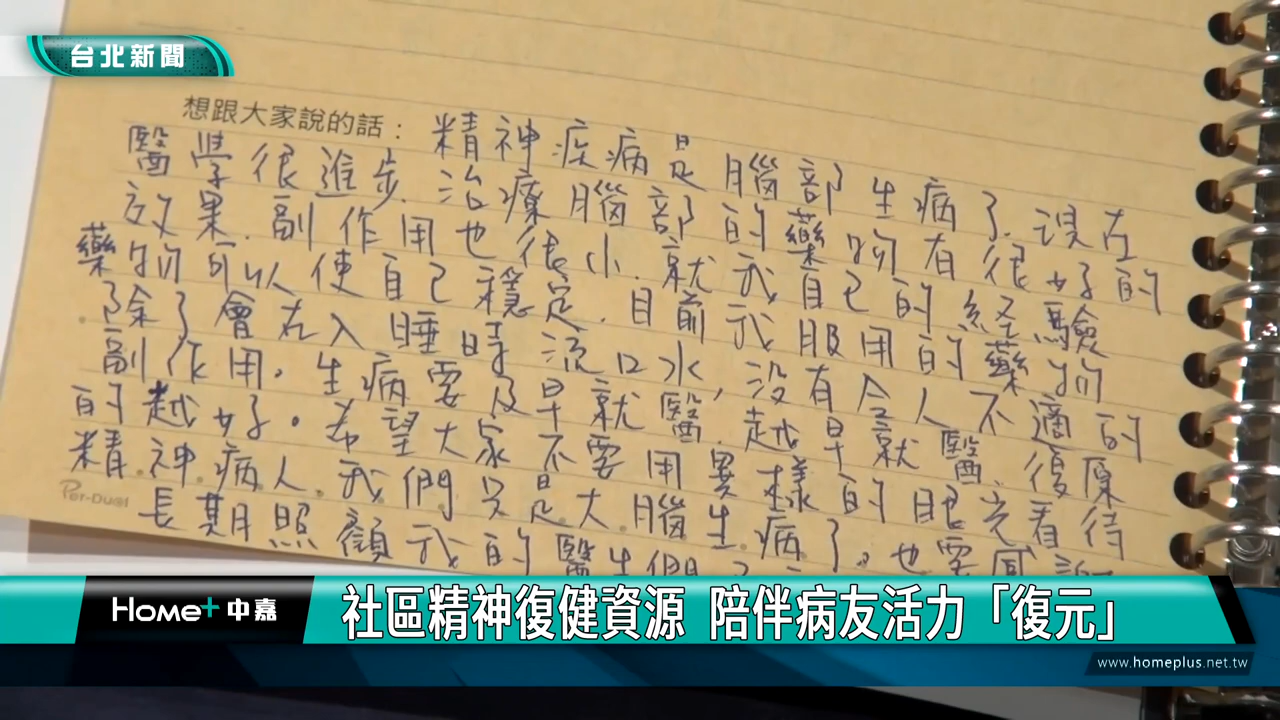 台北新聞
想跟大家說的話：精神疾病是腦部生病了.現在
醫學很進步.治療腦部的藥物有很好的
效果.副作用也很小.就我自己的經驗
藥物可以使自己穩定.目前我服用的藥物
除了會在入睡時流口水,沒有令人不適的
副作用。生病要及早就醫.越早就醫.復原
的越好。希望大家不要用異樣的眼光看待
精神病人.我們只是大腦生病了。也要感謝
長期照顧我的醫生們
Per-Dual
Home+中嘉
社區精神復健資源 陪伴病友活力「復元」
www.homeplus.net.tw